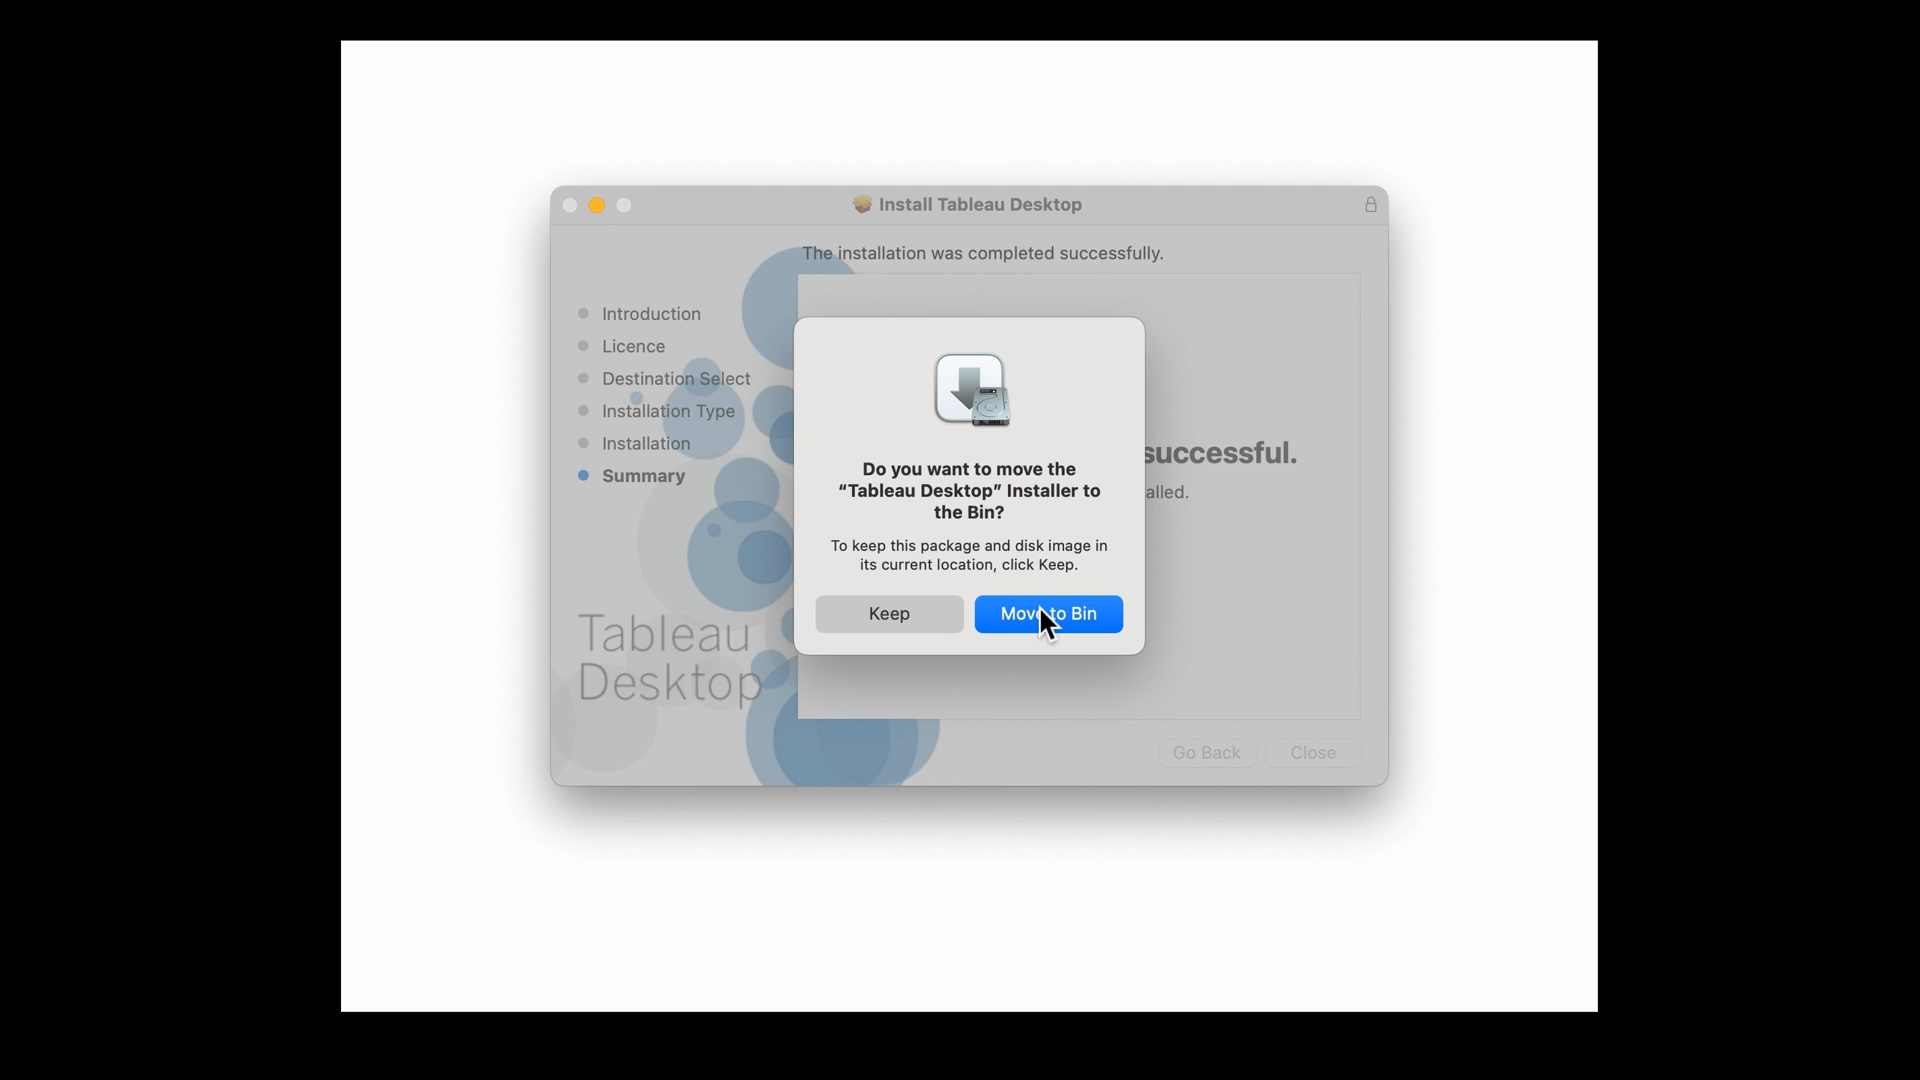 Install Tableau Desktop
The installation was completed successfully.
Introduction
Licence
Destination Select
Installation Type
Installation
Summary
successful.
alled.
Do you want to move the
“Tableau Desktop” Installer to
the Bin?
To keep this package and disk image in
its current location, click Keep.
Keep
Move to Bin
Tableau
Desktop
Go Back
Close